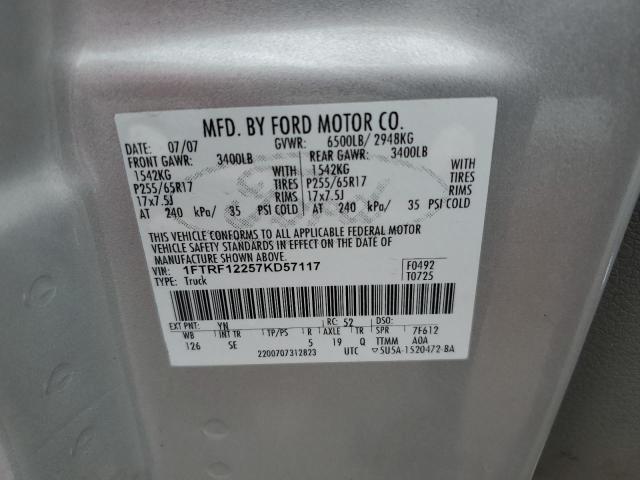 MFD. BY FORD MOTOR CO.
DATE: 07/07 GVWR: 6500LB/ 2948KG
FRONT GAWR: 3400LB REAR GAWR: 3400LB
1542KG WITH 1542KG WITH
P255/65R17 TIRES P255/65R17 TIRES
17x7.5J RIMS 17x7.5J RIMS
AT 240 kPa/ 35 PSI COLD AT 240 kPa/ 35 PSI COLD
THIS VEHICLE CONFORMS TO ALL APPLICABLE FEDERAL MOTOR
VEHICLE SAFETY STANDARDS IN EFFECT ON THE DATE OF
MANUFACTURE SHOWN ABOVE.
VIN: 1FTRF12257KD57117 F0492
TYPE: Truck T0725
EXT PNT: YN RC: 52 DSO:
WB INT TR TP/PS R AXLE TR SPR 7F612
126 SE 5 19 Q TTMM A0A
2200707312823 UTC 5U5A-1520472-BA
Ford